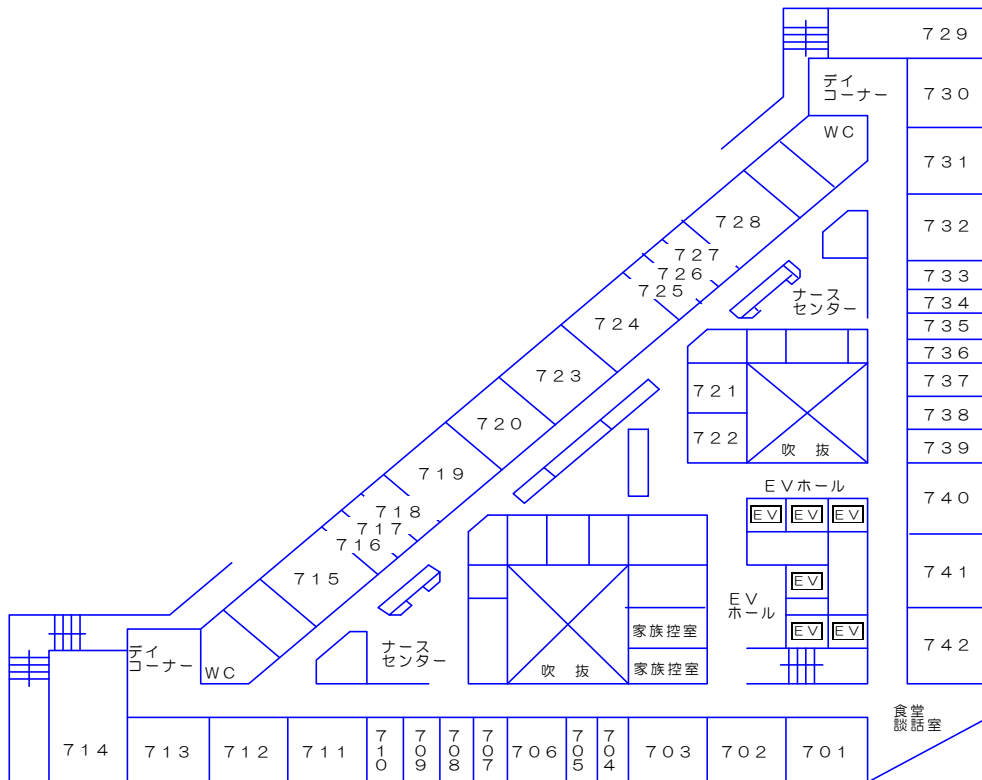 ７２９
デイ
コーナー
７３０
ＷＣ
７３１
７２８
７３２
７２７
７２６
７２５
７３３
ナース
センター
７３４
７２４
７３５
７３６
７２３
７２１
７３７
７２０
７３８
７２２
７３９
吹 抜
７１９
ＥＶホール
７４０
ＥＶ
ＥＶ
ＥＶ
７１８
７１７
７１６
７１５
ＥＶ
７４１
ＥＶ
ホール
家族控室
ＥＶ
ＥＶ
７４２
デイ
コーナー
ＷＣ
ナース
センター
吹 抜
家族控室
食堂
談話室
７１４
７１３
７１２
７１１
７１０
７０９
７０８
７０７
７０６
７０５
７０４
７０３
７０２
７０１